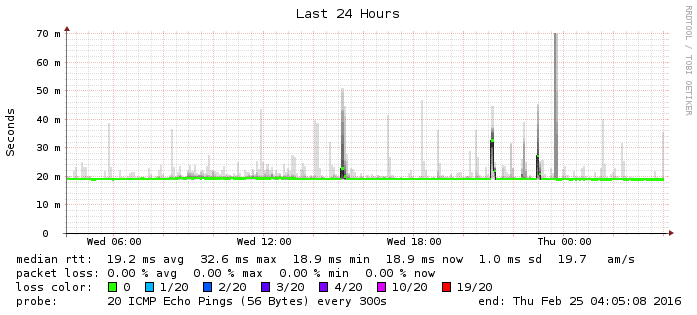 Last 24 Hours
RRDTOOL / TOBI OETIKER
Seconds
70 m
60 m
50 m
40 m
30 m
20 m
10 m
0
Wed 06:00 Wed 12:00 Wed 18:00 Thu 00:00
median rtt: 19.2 ms avg 32.6 ms max 18.9 ms min 18.9 ms now 1.0 ms sd 19.7 am/s
packet loss: 0.00 % avg 0.00 % max 0.00 % min 0.00 % now
loss color: 0 1/20 2/20 3/20 4/20 10/20 19/20
probe: 20 ICMP Echo Pings (56 Bytes) every 300s end: Thu Feb 25 04:05:08 2016